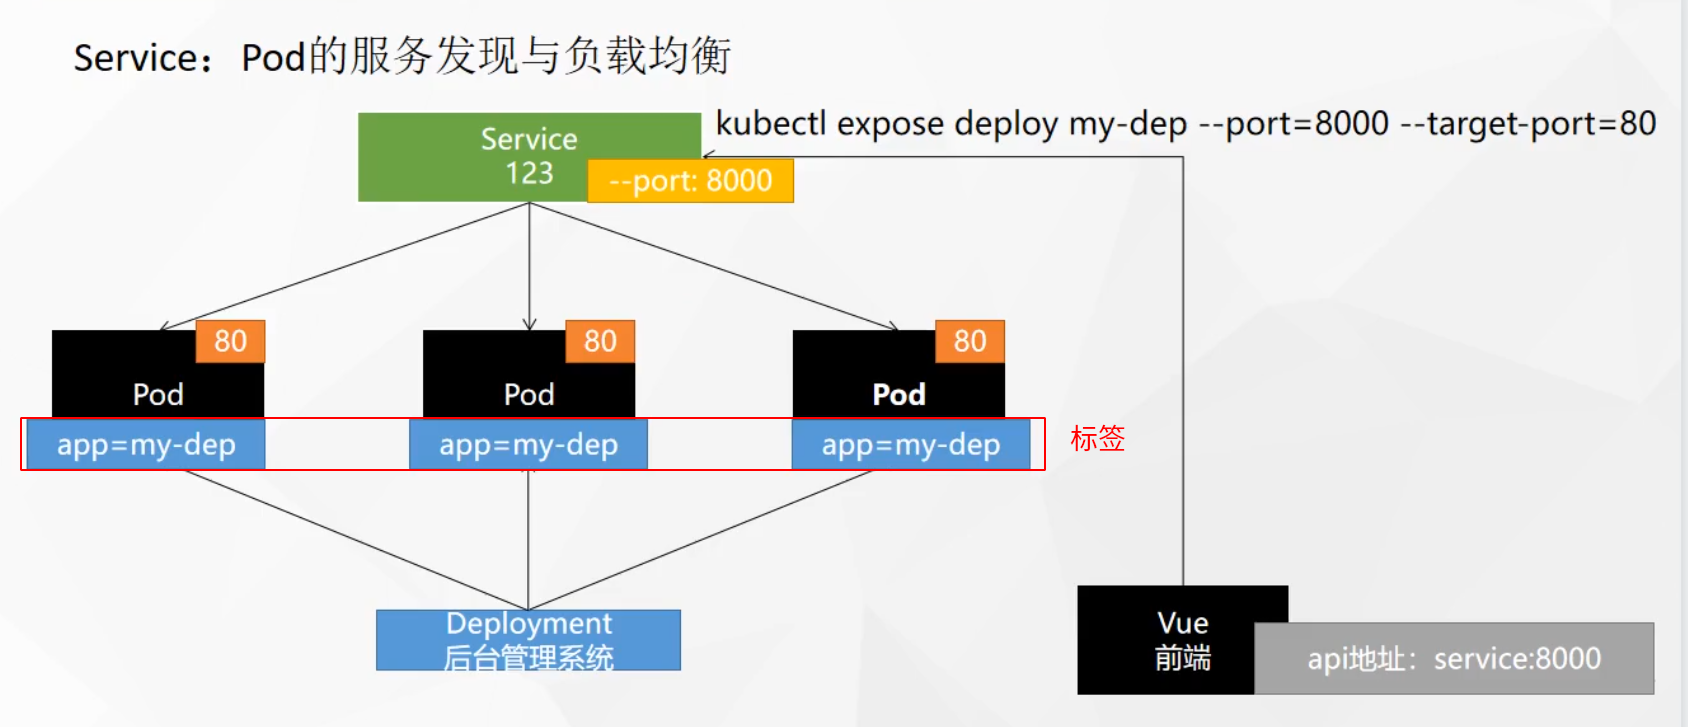 Service：Pod的服务发现与负载均衡
kubectl expose deploy my-dep --port=8000 --target-port=80
Service
123
--port: 8000
80
80
80
Pod
Pod
Pod
app=my-dep
app=my-dep
app=my-dep
标签
Deployment
后台管理系统
Vue
前端
api地址：service:8000